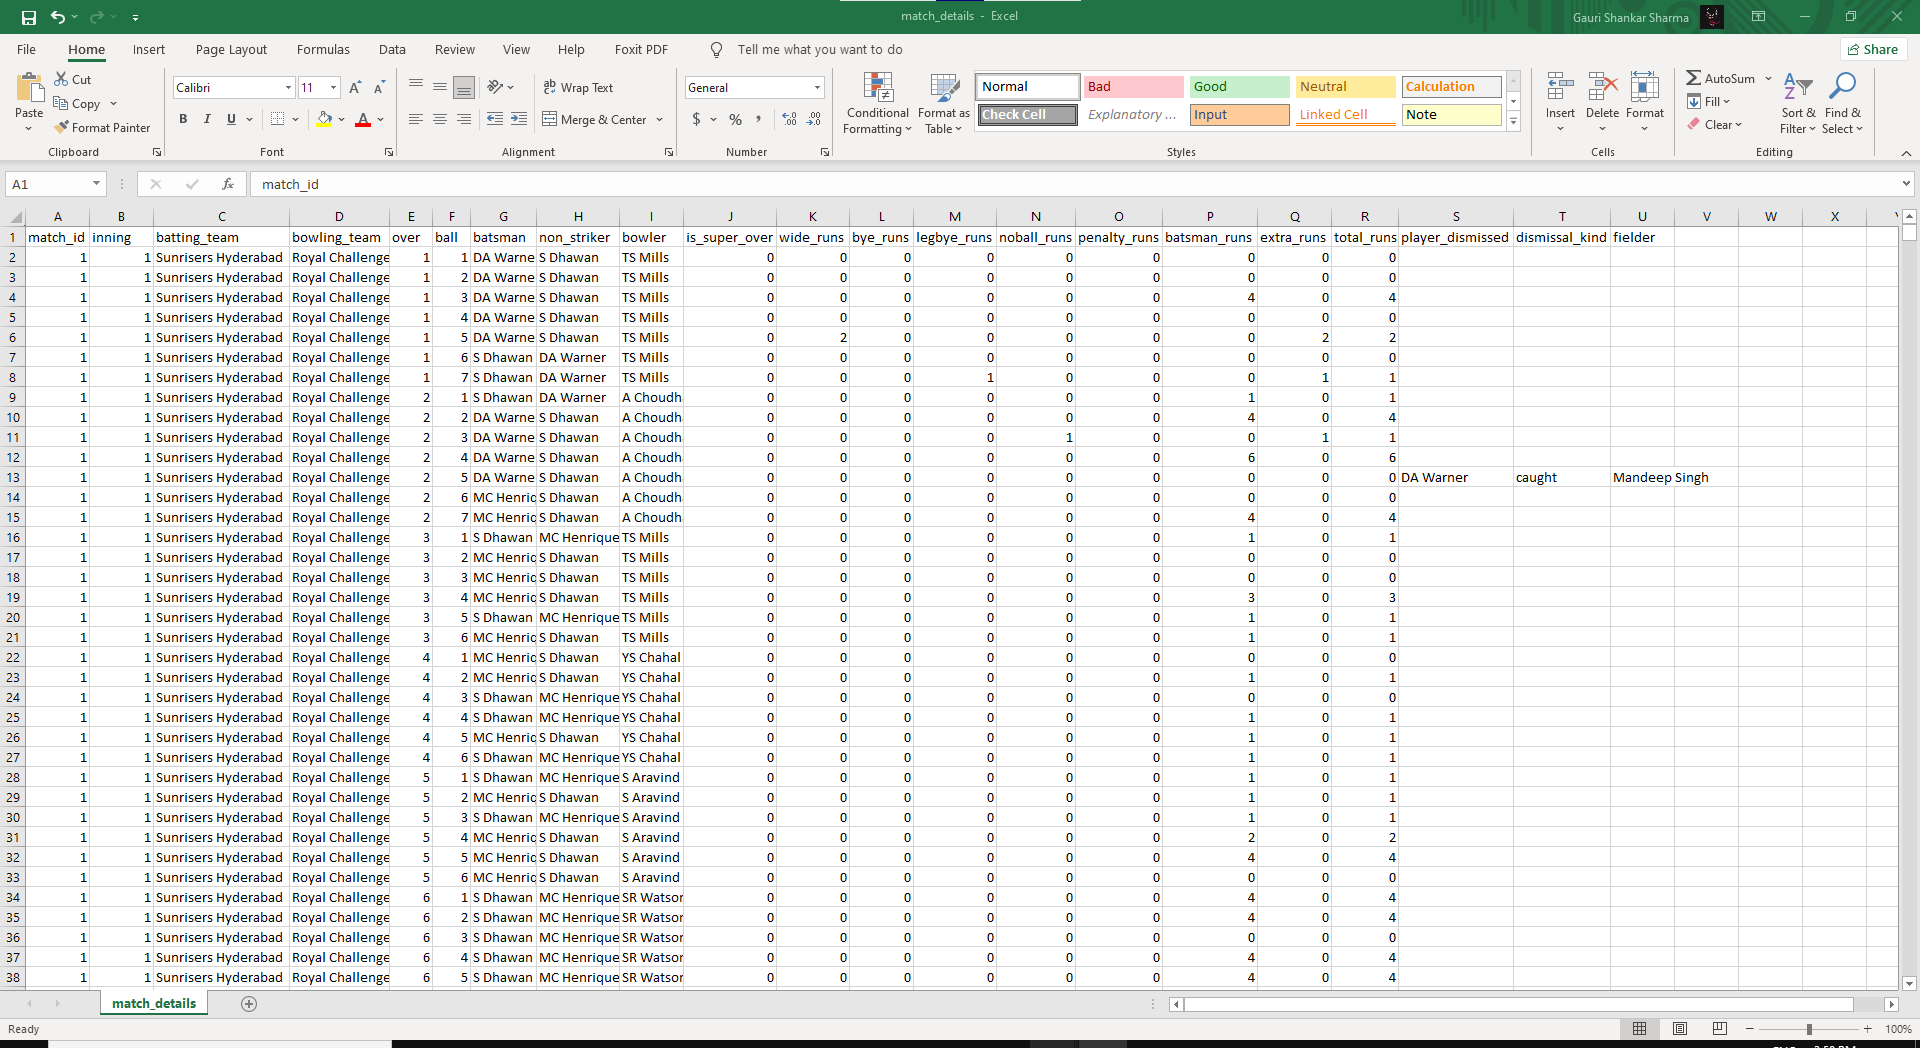 match_details - Excel
Gauri Shankar Sharma
File Home Insert Page Layout Formulas Data Review View Help Foxit PDF Tell me what you want to do Share
Paste Cut Copy Format Painter Clipboard
Calibri 11 B I U Font
Wrap Text Merge & Center Alignment
General $ % , Number
Conditional Formatting Format as Table
Normal Bad Good Neutral Calculation
Check Cell Explanatory ... Input Linked Cell Note
Styles
Insert Delete Format Cells
AutoSum Fill Clear Sort & Filter Find & Select Editing
A1 fx match_id
A B C D E F G H I J K L M N O P Q R S T U V W X
1 match_id inning batting_team bowling_team over ball batsman non_striker bowler is_super_over wide_runs bye_runs legbye_runs noball_runs penalty_runs batsman_runs extra_runs total_runs player_dismissed dismissal_kind fielder
2 1 1 Sunrisers Hyderabad Royal Challenge 1 1 DA Warne S Dhawan TS Mills 0 0 0 0 0 0 0 0 0
3 1 1 Sunrisers Hyderabad Royal Challenge 1 2 DA Warne S Dhawan TS Mills 0 0 0 0 0 0 0 0 0
4 1 1 Sunrisers Hyderabad Royal Challenge 1 3 DA Warne S Dhawan TS Mills 0 0 0 0 0 0 4 0 4
5 1 1 Sunrisers Hyderabad Royal Challenge 1 4 DA Warne S Dhawan TS Mills 0 0 0 0 0 0 0 0 0
6 1 1 Sunrisers Hyderabad Royal Challenge 1 5 DA Warne S Dhawan TS Mills 0 2 0 0 0 0 0 2 2
7 1 1 Sunrisers Hyderabad Royal Challenge 1 6 S Dhawan DA Warner TS Mills 0 0 0 0 0 0 0 0 0
8 1 1 Sunrisers Hyderabad Royal Challenge 1 7 S Dhawan DA Warner TS Mills 0 0 0 1 0 0 0 1 1
9 1 1 Sunrisers Hyderabad Royal Challenge 2 1 S Dhawan DA Warner A Choudh 0 0 0 0 0 0 1 0 1
10 1 1 Sunrisers Hyderabad Royal Challenge 2 2 DA Warne S Dhawan A Choudh 0 0 0 0 0 0 4 0 4
11 1 1 Sunrisers Hyderabad Royal Challenge 2 3 DA Warne S Dhawan A Choudh 0 0 0 0 1 0 0 1 1
12 1 1 Sunrisers Hyderabad Royal Challenge 2 4 DA Warne S Dhawan A Choudh 0 0 0 0 0 0 6 0 6
13 1 1 Sunrisers Hyderabad Royal Challenge 2 5 DA Warne S Dhawan A Choudh 0 0 0 0 0 0 0 0 0 DA Warner caught Mandeep Singh
14 1 1 Sunrisers Hyderabad Royal Challenge 2 6 MC Henric S Dhawan A Choudh 0 0 0 0 0 0 0 0 0
15 1 1 Sunrisers Hyderabad Royal Challenge 2 7 MC Henric S Dhawan A Choudh 0 0 0 0 0 0 4 0 4
16 1 1 Sunrisers Hyderabad Royal Challenge 3 1 S Dhawan MC Henrique TS Mills 0 0 0 0 0 0 1 0 1
17 1 1 Sunrisers Hyderabad Royal Challenge 3 2 MC Henric S Dhawan TS Mills 0 0 0 0 0 0 0 0 0
18 1 1 Sunrisers Hyderabad Royal Challenge 3 3 MC Henric S Dhawan TS Mills 0 0 0 0 0 0 0 0 0
19 1 1 Sunrisers Hyderabad Royal Challenge 3 4 MC Henric S Dhawan TS Mills 0 0 0 0 0 0 3 0 3
20 1 1 Sunrisers Hyderabad Royal Challenge 3 5 S Dhawan MC Henrique TS Mills 0 0 0 0 0 0 1 0 1
21 1 1 Sunrisers Hyderabad Royal Challenge 3 6 MC Henric S Dhawan TS Mills 0 0 0 0 0 0 1 0 1
22 1 1 Sunrisers Hyderabad Royal Challenge 4 1 MC Henric S Dhawan YS Chahal 0 0 0 0 0 0 0 0 0
23 1 1 Sunrisers Hyderabad Royal Challenge 4 2 MC Henric S Dhawan YS Chahal 0 0 0 0 0 0 1 0 1
24 1 1 Sunrisers Hyderabad Royal Challenge 4 3 S Dhawan MC Henrique YS Chahal 0 0 0 0 0 0 0 0 0
25 1 1 Sunrisers Hyderabad Royal Challenge 4 4 S Dhawan MC Henrique YS Chahal 0 0 0 0 0 0 1 0 1
26 1 1 Sunrisers Hyderabad Royal Challenge 4 5 MC Henric S Dhawan YS Chahal 0 0 0 0 0 0 1 0 1
27 1 1 Sunrisers Hyderabad Royal Challenge 4 6 S Dhawan MC Henrique YS Chahal 0 0 0 0 0 0 1 0 1
28 1 1 Sunrisers Hyderabad Royal Challenge 5 1 S Dhawan MC Henrique S Aravind 0 0 0 0 0 0 1 0 1
29 1 1 Sunrisers Hyderabad Royal Challenge 5 2 MC Henric S Dhawan S Aravind 0 0 0 0 0 0 1 0 1
30 1 1 Sunrisers Hyderabad Royal Challenge 5 3 S Dhawan MC Henrique S Aravind 0 0 0 0 0 0 1 0 1
31 1 1 Sunrisers Hyderabad Royal Challenge 5 4 MC Henric S Dhawan S Aravind 0 0 0 0 0 0 2 0 2
32 1 1 Sunrisers Hyderabad Royal Challenge 5 5 MC Henric S Dhawan S Aravind 0 0 0 0 0 0 4 0 4
33 1 1 Sunrisers Hyderabad Royal Challenge 5 6 MC Henric S Dhawan S Aravind 0 0 0 0 0 0 0 0 0
34 1 1 Sunrisers Hyderabad Royal Challenge 6 1 S Dhawan MC Henrique SR Watsor 0 0 0 0 0 0 4 0 4
35 1 1 Sunrisers Hyderabad Royal Challenge 6 2 S Dhawan MC Henrique SR Watsor 0 0 0 0 0 0 4 0 4
36 1 1 Sunrisers Hyderabad Royal Challenge 6 3 S Dhawan MC Henrique SR Watsor 0 0 0 0 0 0 0 0 0
37 1 1 Sunrisers Hyderabad Royal Challenge 6 4 S Dhawan MC Henrique SR Watsor 0 0 0 0 0 0 4 0 4
38 1 1 Sunrisers Hyderabad Royal Challenge 6 5 S Dhawan MC Henrique SR Watsor 0 0 0 0 0 0 4 0 4
match_details
Ready 100%